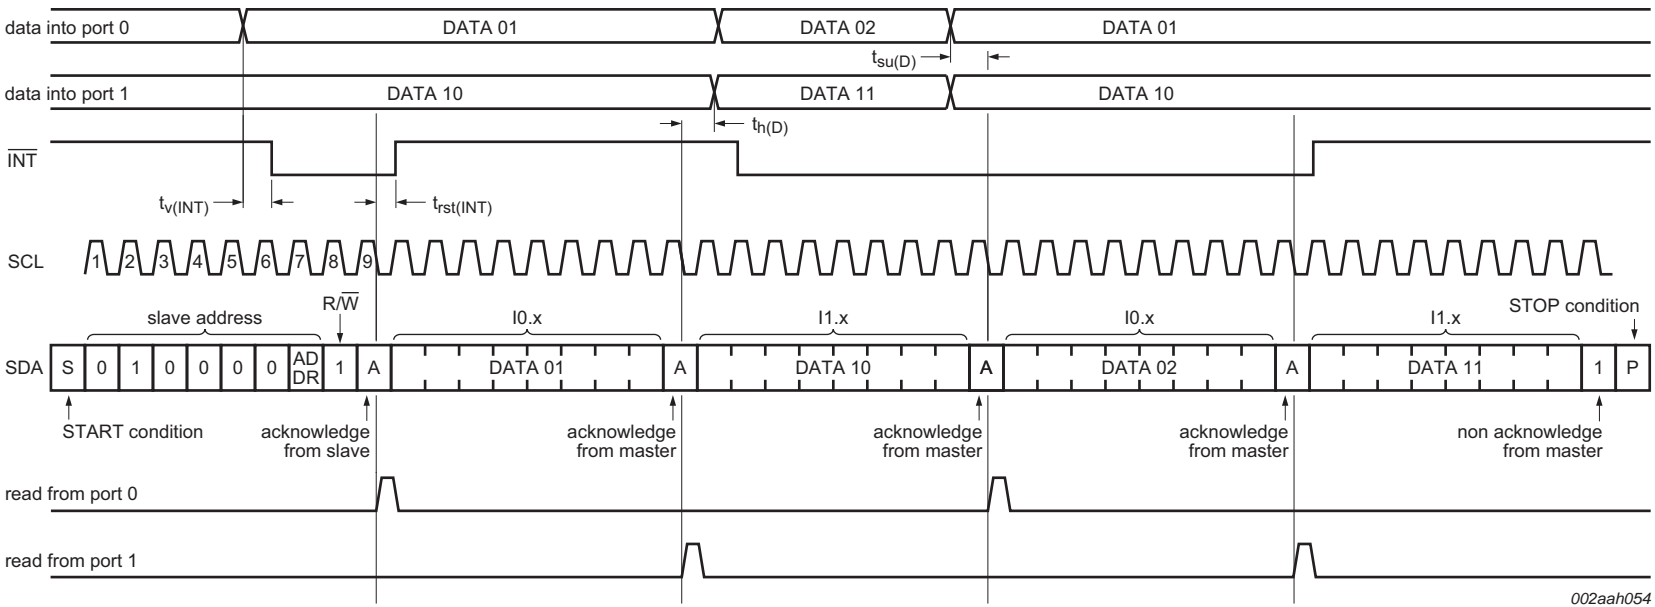 data into port 0
DATA 01
DATA 02
DATA 01
tsu(D)
data into port 1
DATA 10
DATA 11
DATA 10
th(D)
INT
tv(INT)
trst(INT)
SCL
1 2 3 4 5 6 7 8 9
R/W
STOP condition
slave address
I0.x
I1.x
I0.x
I1.x
SDA
S 0 1 0 0 0 0 AD DR 1 A DATA 01 A DATA 10 A DATA 02 A DATA 11 1 P
START condition
acknowledge
from slave
acknowledge
from master
acknowledge
from master
acknowledge
from master
non acknowledge
from master
read from port 0
read from port 1
002aah054